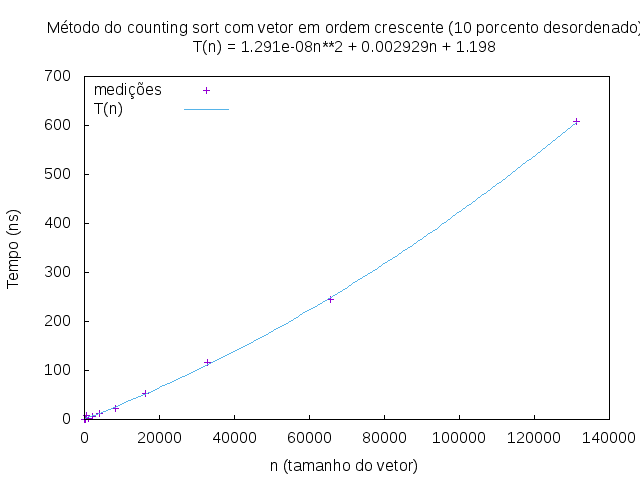 Método do counting sort com vetor em ordem crescente (10 porcento desordenado)
T(n) = 1.291e-08n**2 + 0.002929n + 1.198
700
600
500
400
300
200
100
0
Tempo (ns)
medições
T(n)
0 20000 40000 60000 80000 100000 120000 140000
n (tamanho do vetor)